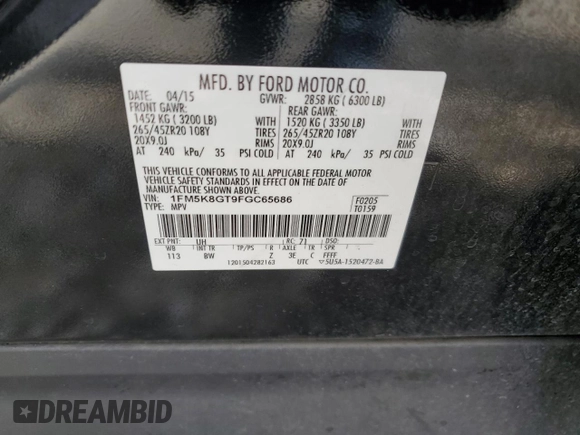 MFD. BY FORD MOTOR CO.
DATE: 04/15 GVWR: 2858 KG ( 6300 LB)
FRONT GAWR: REAR GAWR:
1452 KG ( 3200 LB) WITH 1520 KG ( 3350 LB) WITH
265/45ZR20 108Y TIRES 265/45ZR20 108Y TIRES
20X9.0J RIMS 20X9.0J RIMS
AT 240 kPa/ 35 PSI COLD AT 240 kPa/ 35 PSI COLD
THIS VEHICLE CONFORMS TO ALL APPLICABLE FEDERAL MOTOR
VEHICLE SAFETY STANDARDS IN EFFECT ON THE DATE OF MANUFACTURE
SHOWN ABOVE.
VIN: 1FM5K8GT9FGC65686 F0205
TYPE: MPV T0159
EXT PNT: UH RC: 71 DSO:
WB INT TR TP/PS R AXLE TR SPR
113 BW Z 3E C FFFF
1201504282163 UTC 5U5A-1520472-BA
DREAMBID